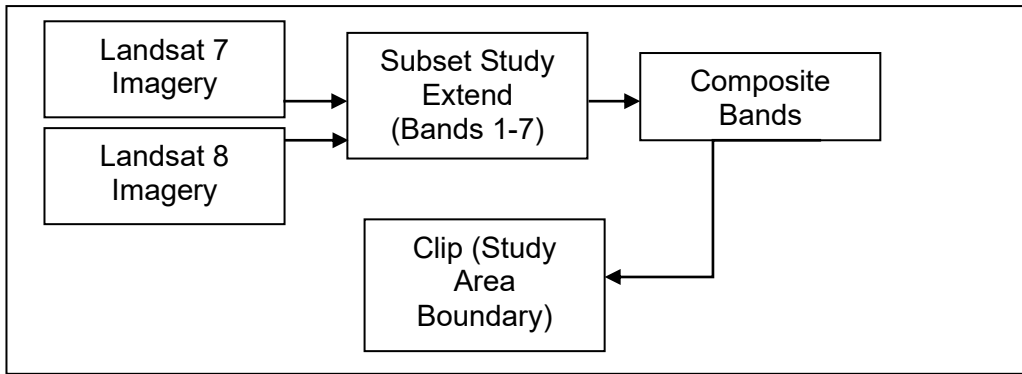 Landsat 7
Imagery
Landsat 8
Imagery
Subset Study
Extend
(Bands 1-7)
Composite
Bands
Clip (Study
Area
Boundary)